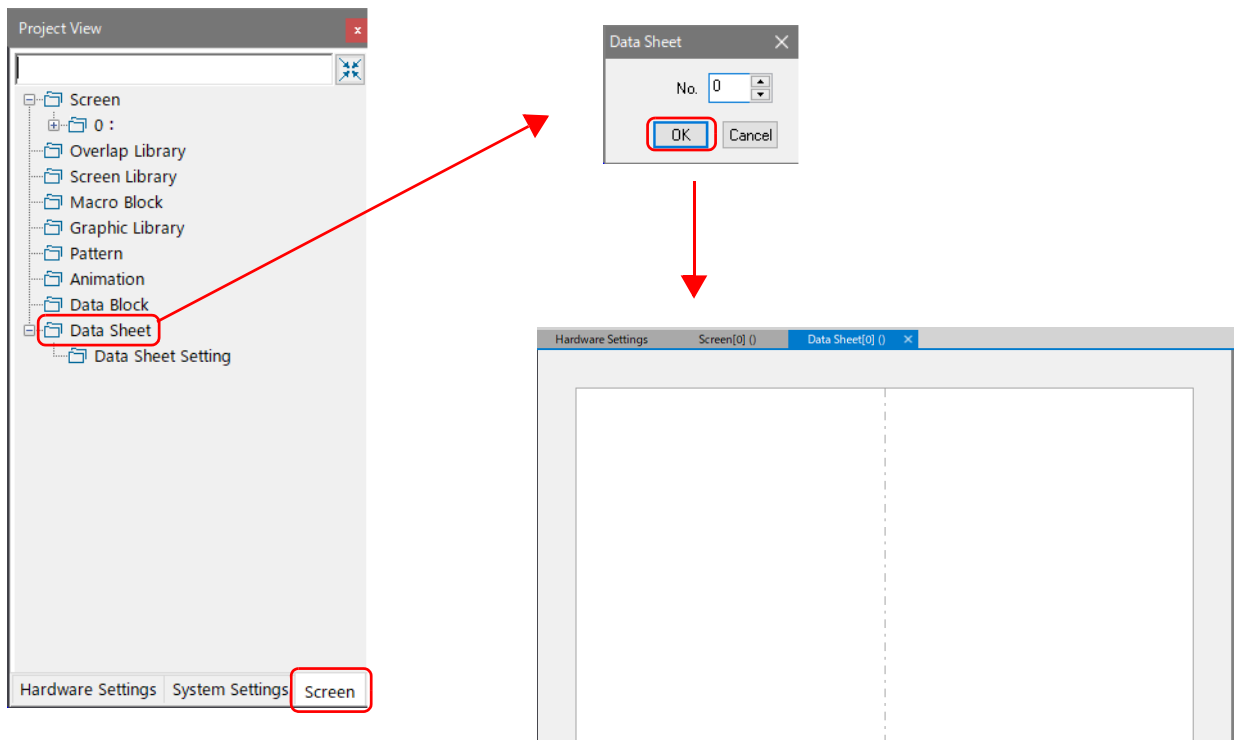 Project View
x
Screen
0 :
Overlap Library
Screen Library
Macro Block
Graphic Library
Pattern
Animation
Data Block
Data Sheet
Data Sheet Setting
Hardware Settings System Settings Screen
Data Sheet
No. 0
OK Cancel
Hardware Settings Screen[0] () Data Sheet[0] ()